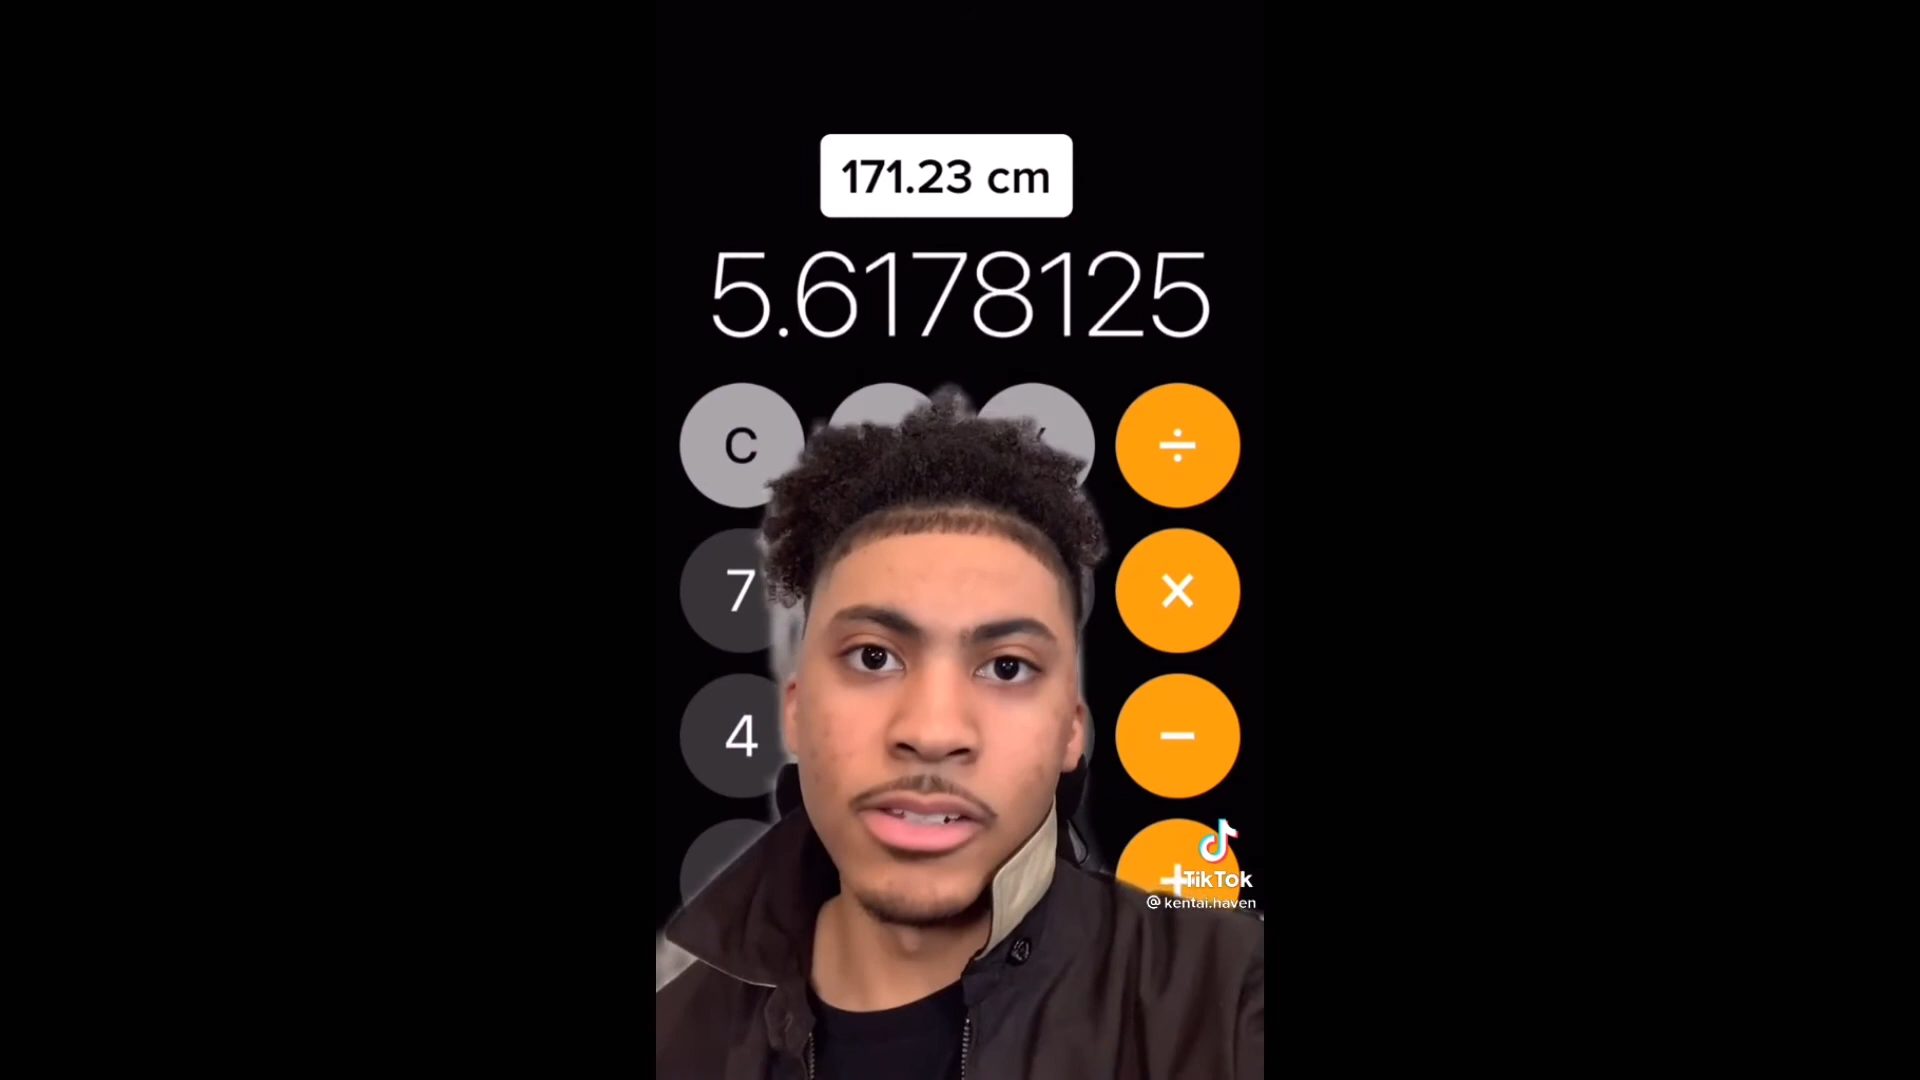 171.23 cm
5.6178125
C
÷
7
×
4
−
+
TikTok
@kentai.haven